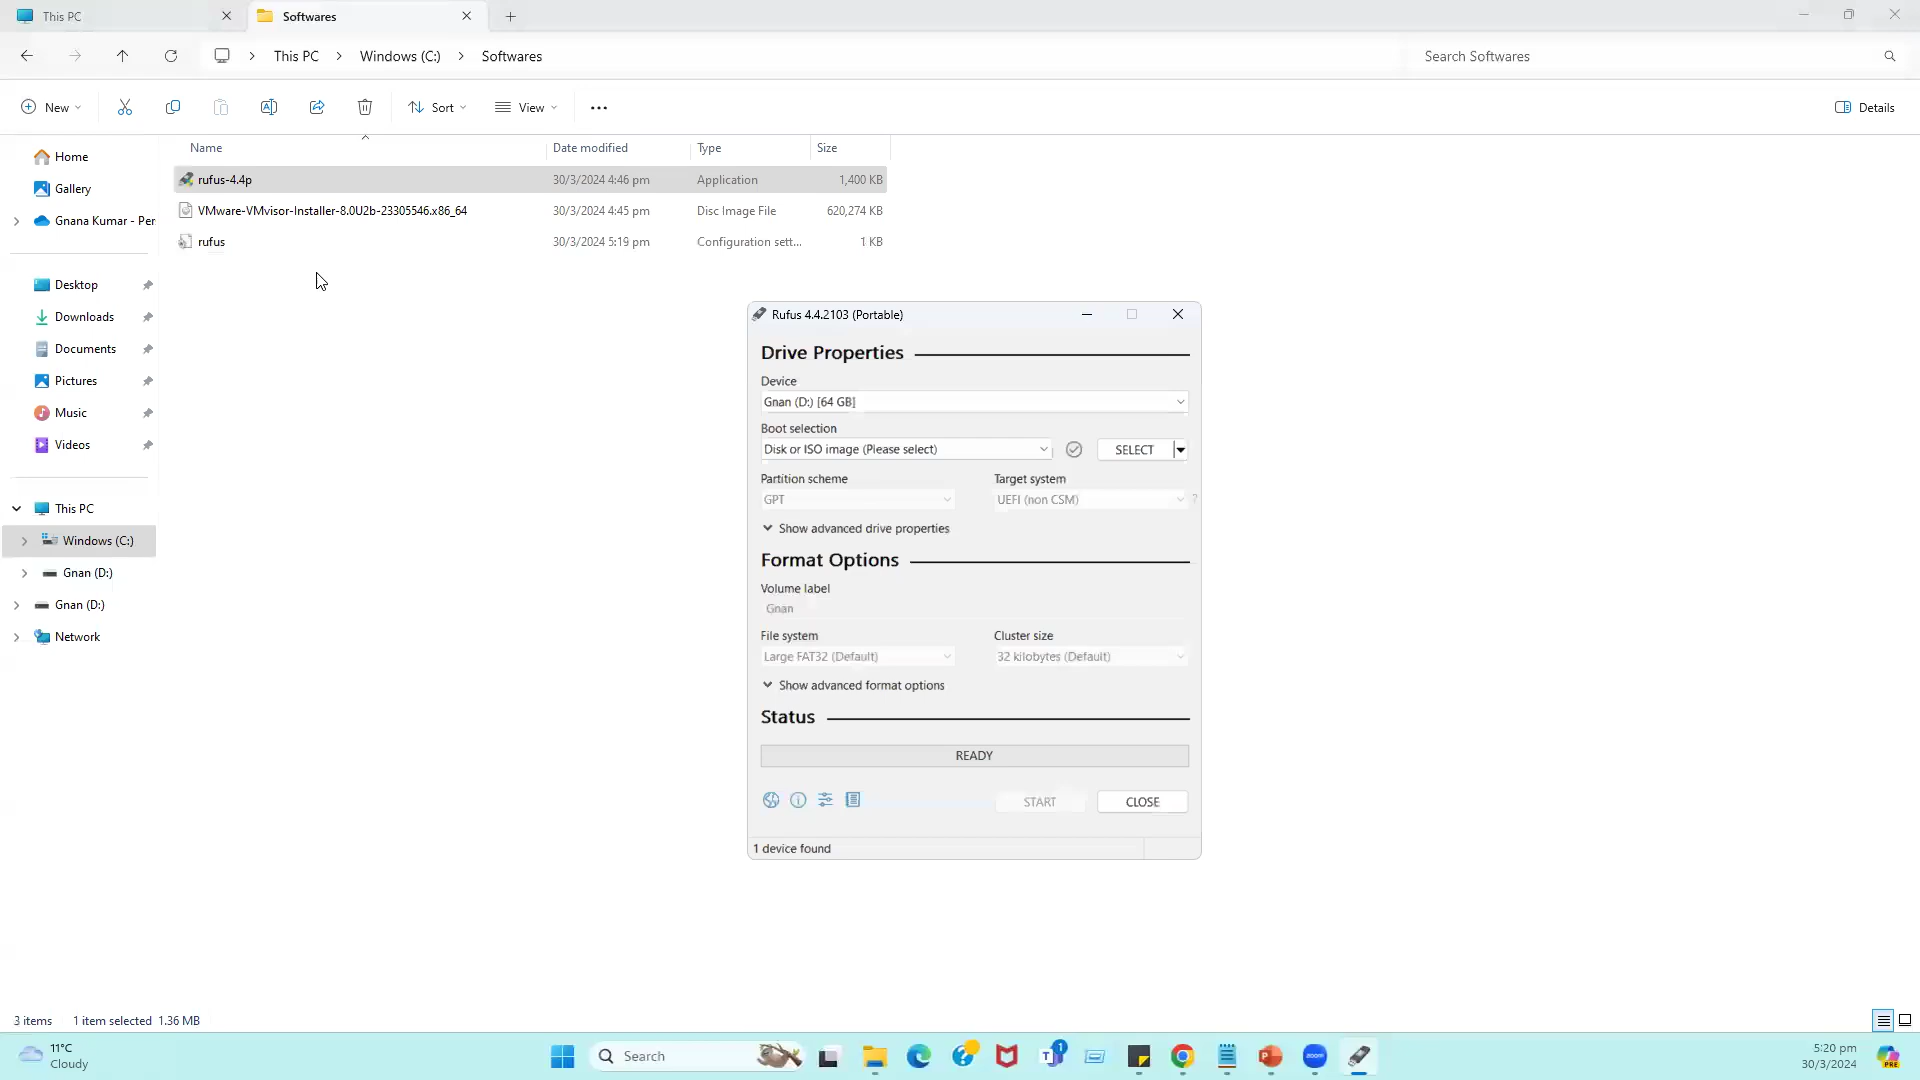 This PC
Softwares
This PC
Windows (C:)
Softwares
Search Softwares
New
Sort
View
Details
Name
Date modified
Type
Size
rufus-4.4p
30/3/2024 4:46 pm
Application
1,400 KB
VMware-VMvisor-Installer-8.0U2b-23305546.x86_64
30/3/2024 4:45 pm
Disc Image File
620,274 KB
rufus
30/3/2024 5:19 pm
Configuration sett...
1 KB
Home
Gallery
Gnana Kumar - Per
Desktop
Downloads
Documents
Pictures
Music
Videos
This PC
Windows (C:)
Gnan (D:)
Gnan (D:)
Network
Rufus 4.4.2103 (Portable)
Drive Properties
Device
Gnan (D:) [64 GB]
Boot selection
Disk or ISO image (Please select)
SELECT
Partition scheme
Target system
GPT
UEFI (non CSM)
?
Show advanced drive properties
Format Options
Volume label
Gnan
File system
Cluster size
Large FAT32 (Default)
32 kilobytes (Default)
Show advanced format options
Status
READY
START
CLOSE
1 device found
3 items
1 item selected 1.36 MB
11°C
Cloudy
Search
1
zoom
5:20 pm
30/3/2024
PRE